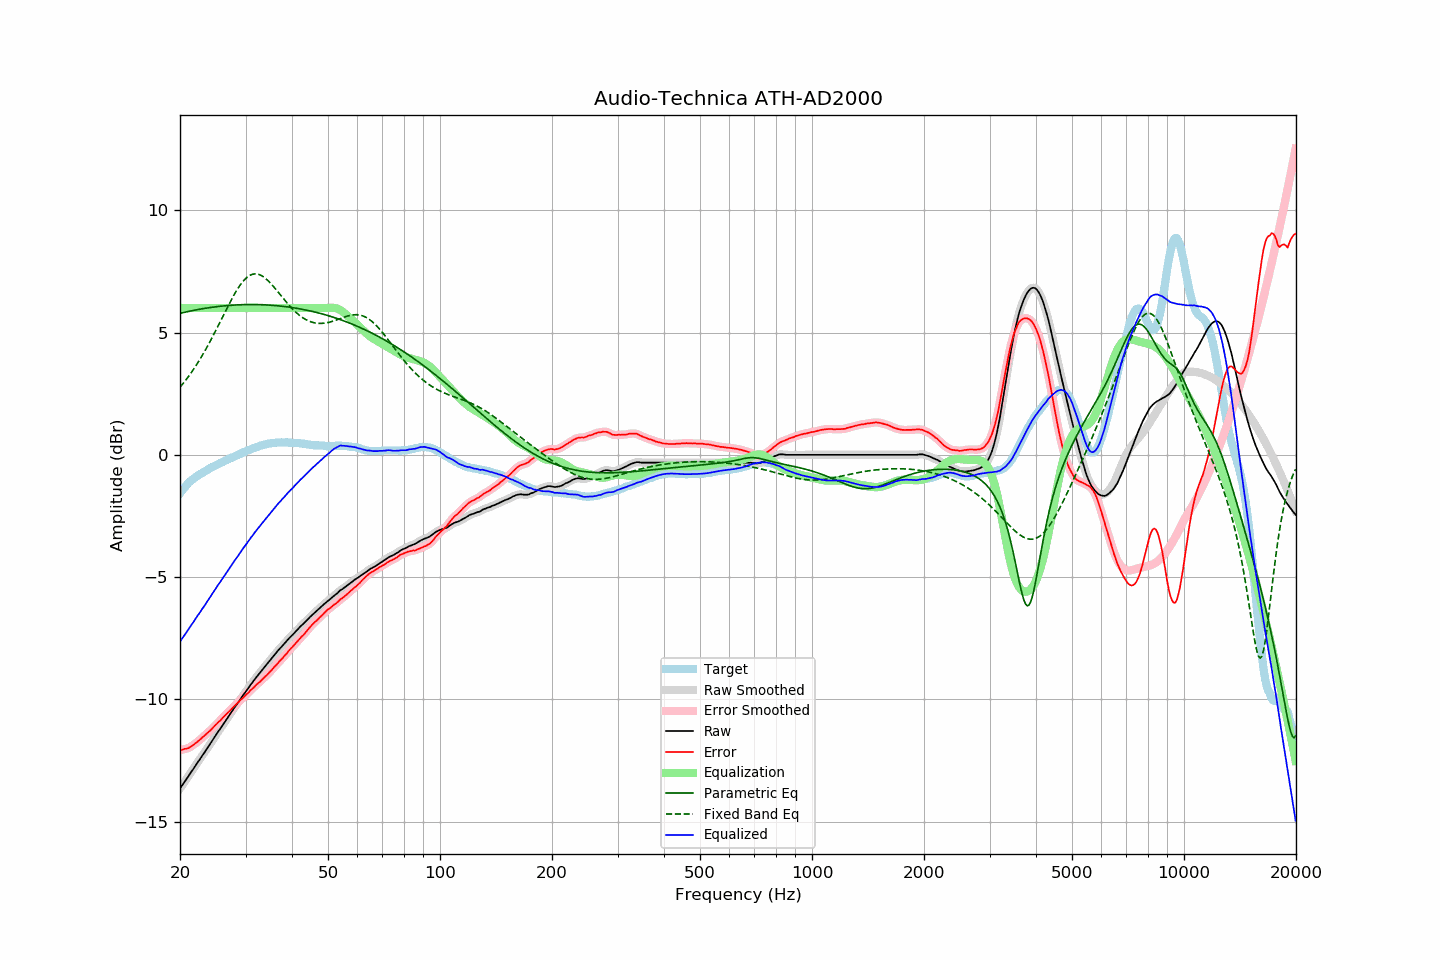 Audio-Technica ATH-AD2000
Amplitude (dBr)
10
5
0
−5
−10
−15
Target
Raw Smoothed
Error Smoothed
Raw
Error
Equalization
Parametric Eq
Fixed Band Eq
Equalized
20 50 100 200 500 1000 2000 5000 10000 20000
Frequency (Hz)